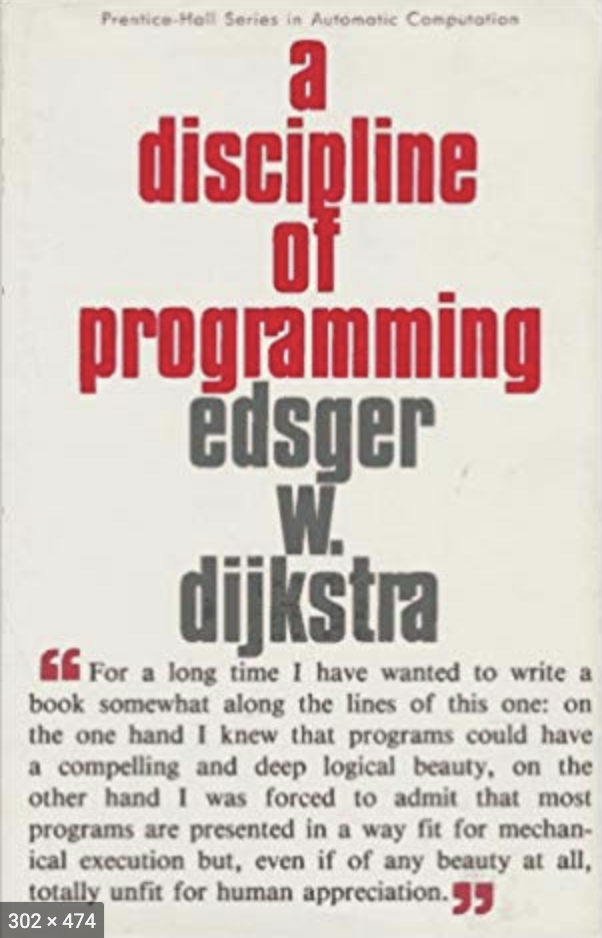 Prentice-Hall Series in Automatic Computation
a
discipline
of
programming
edsger
w.
dijkstra
“For a long time I have wanted to write a
book somewhat along the lines of this one: on
the one hand I knew that programs could have
a compelling and deep logical beauty, on the
other hand I was forced to admit that most
programs are presented in a way fit for mechan-
ical execution but, even if of any beauty at all,
totally unfit for human appreciation.”
302 × 474